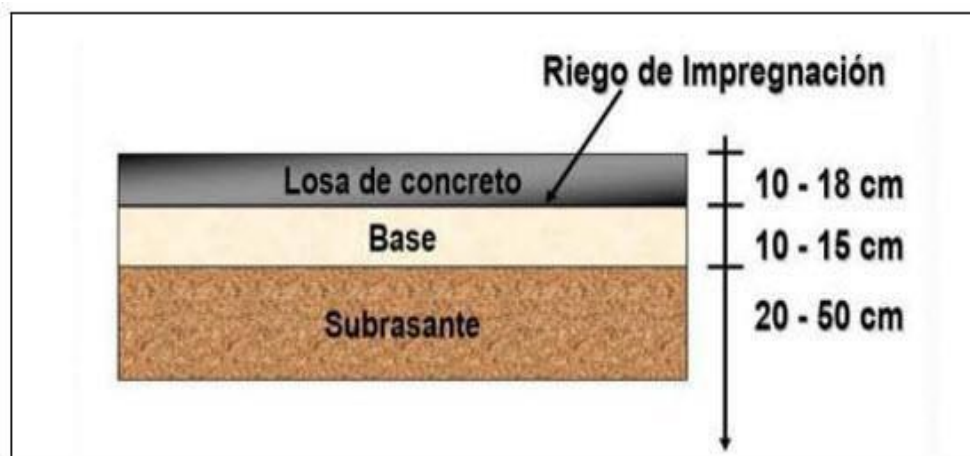 Riego de Impregnación
Losa de concreto
10 - 18 cm
Base
10 - 15 cm
Subrasante
20 - 50 cm